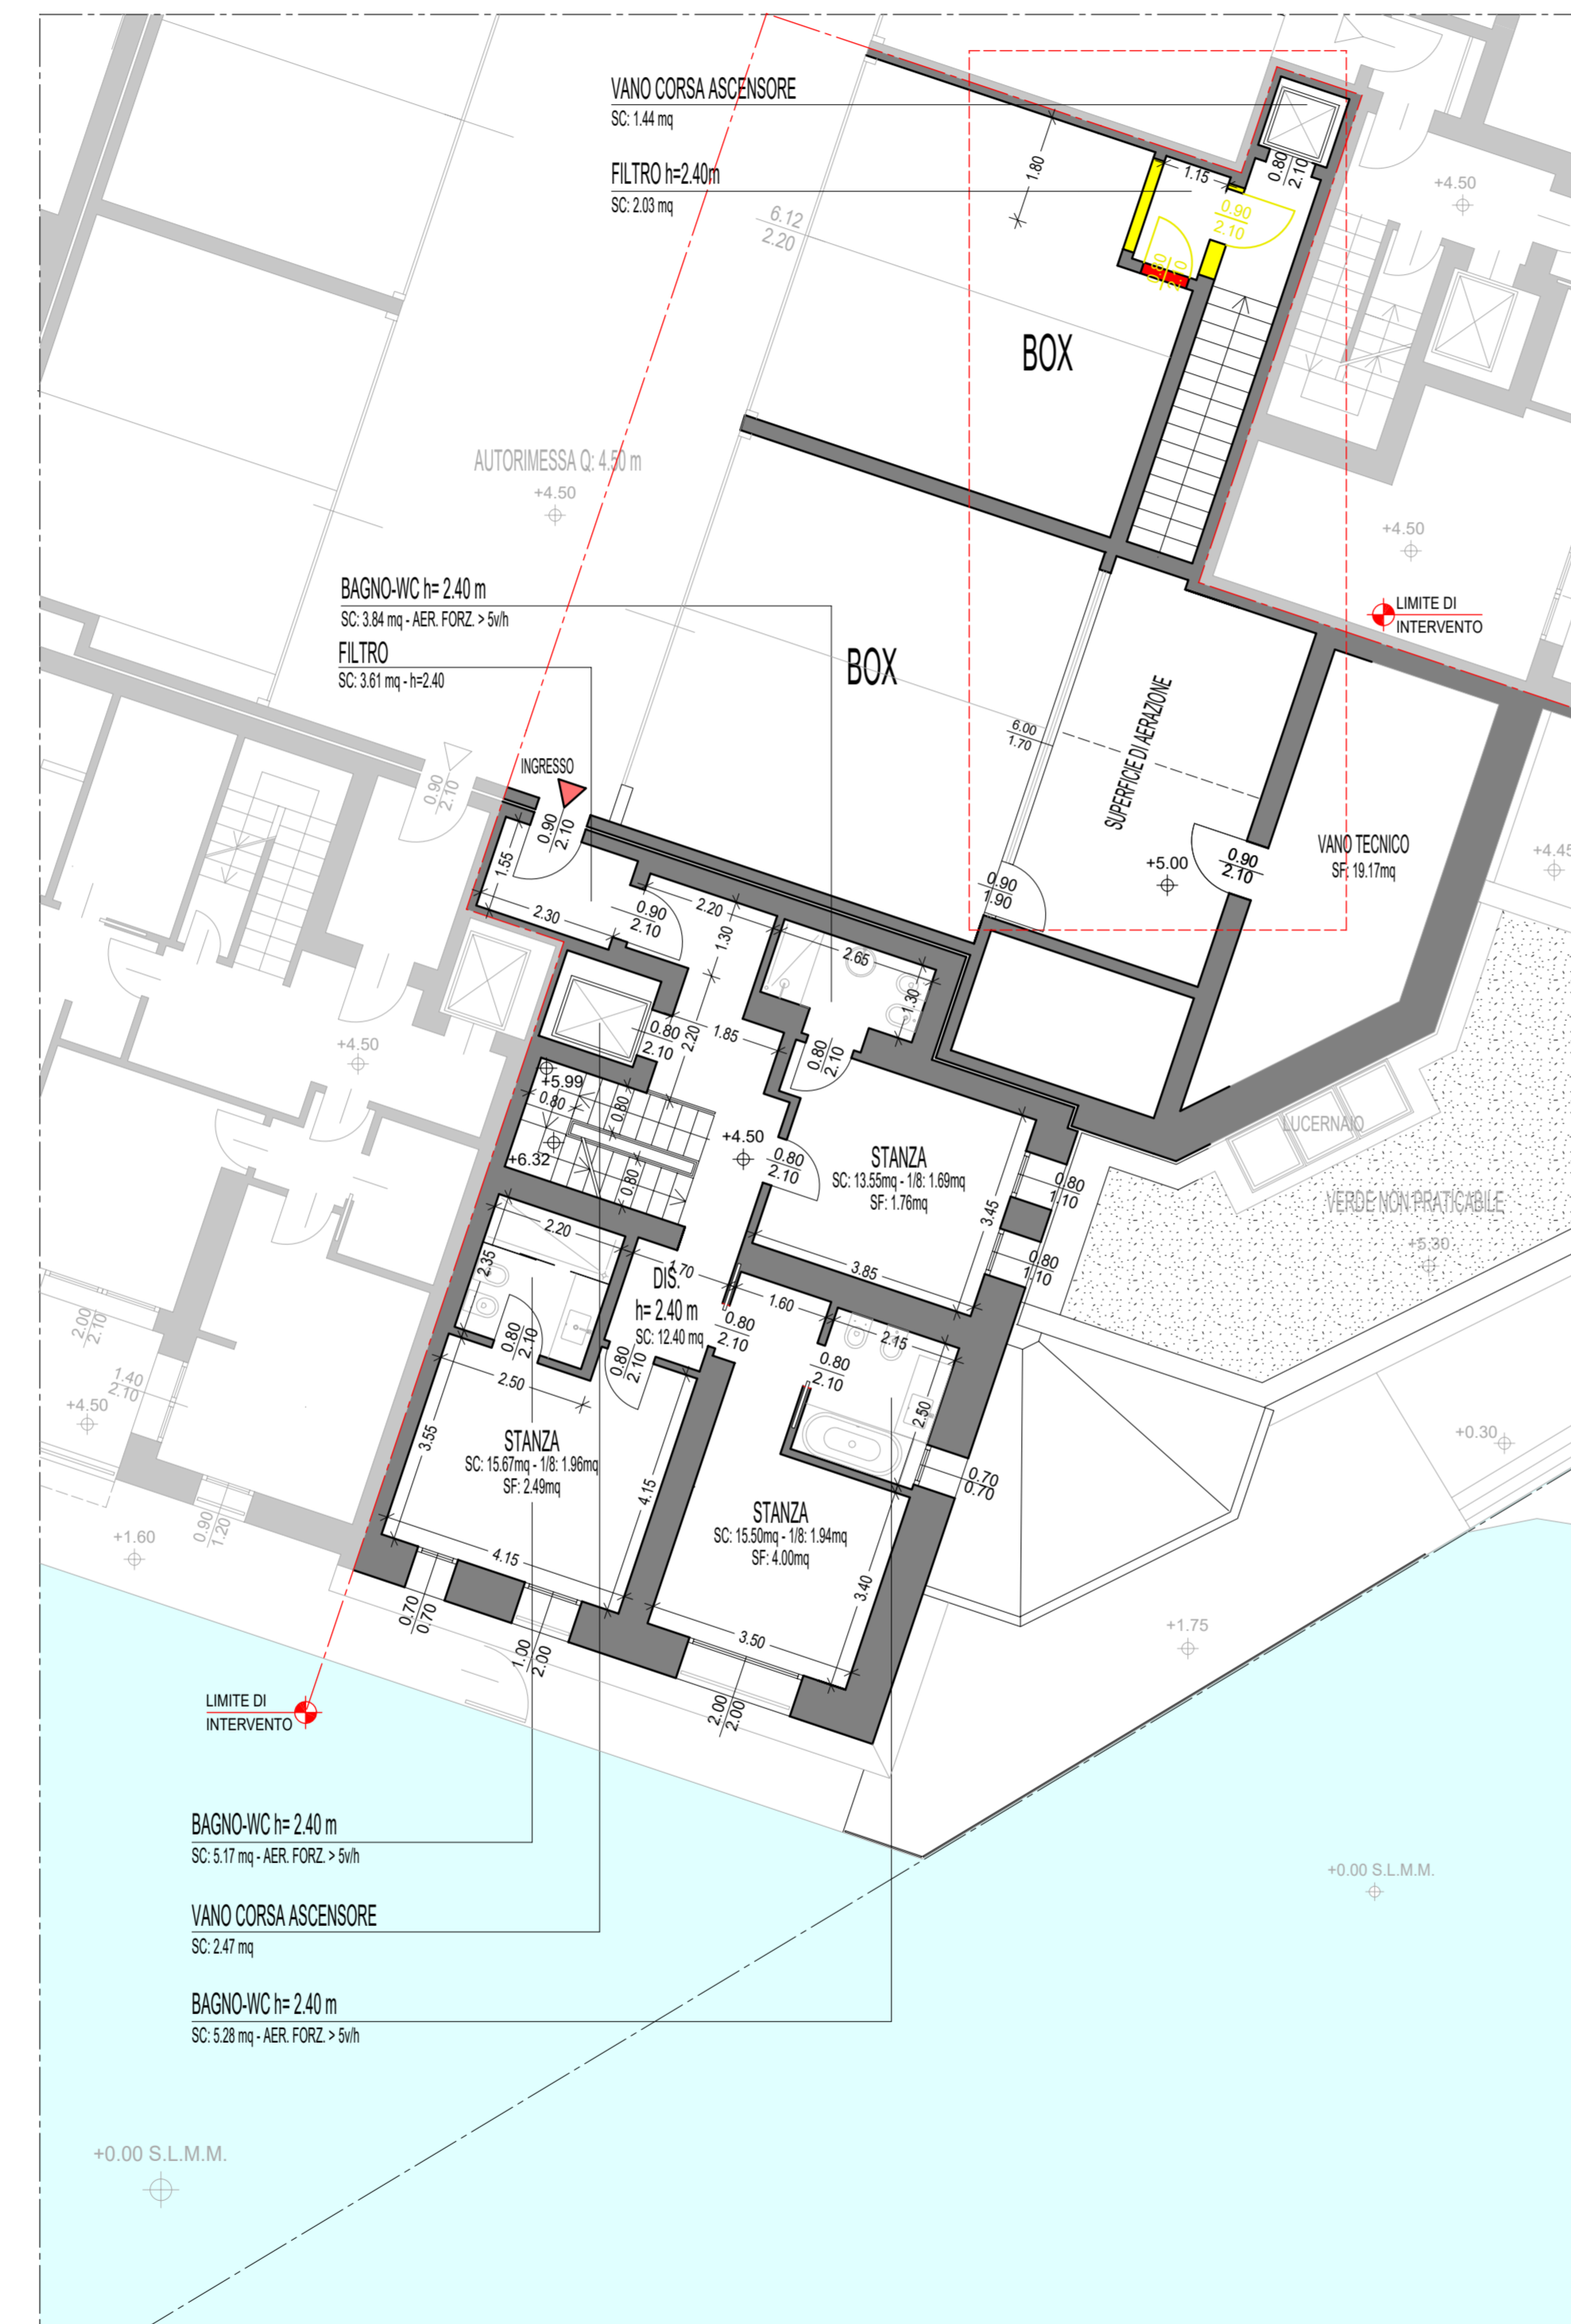 VANO CORSA ASCENSORE
SC: 1.44 mq
FILTRO h=2.40m
SC: 2.03 mq
1.80
1.15
0.80
2.10
0.90
2.10
+4.50
6.12
2.20
BOX
AUTORIMESSA Q: 4.50 m
+4.50
+4.50
LIMITE DI
INTERVENTO
BAGNO-WC h= 2.40 m
SC: 3.84 mq - AER. FORZ. > 5v/h
FILTRO
SC: 3.61 mq - h=2.40
BOX
6.00
1.70
SUPERFICIE DI AERAZIONE
INGRESSO
0.90
2.10
0.90
2.10
1.55
2.30
0.90
2.10
2.20
1.30
2.65
1.30
0.90
1.90
+5.00
0.90
2.10
VANO TECNICO
SF: 19.17mq
+4.45
+4.50
0.80
2.10
2.20
1.85
0.80
2.10
+5.99
0.80
0.80
+6.32
0.80
+4.50
0.80
2.10
STANZA
SC: 13.55mq - 1/8: 1.69mq
SF: 1.76mq
3.45
3.85
0.80
1.10
0.80
1.10
LUCERNAIO
VERDE NON PRATICABILE
+5.30
2.20
2.35
1.70
DIS.
h= 2.40 m
SC: 12.40 mq
1.60
0.80
2.10
2.15
0.80
2.10
0.80
2.10
0.80
2.10
2.50
2.50
2.00
2.10
1.40
2.10
+4.50
3.55
STANZA
SC: 15.67mq - 1/8: 1.96mq
SF: 2.49mq
4.15
4.15
STANZA
SC: 15.50mq - 1/8: 1.94mq
SF: 4.00mq
3.40
3.50
0.70
0.70
+0.30
+1.60
0.90
1.20
0.70
0.70
1.00
2.00
2.00
2.00
+1.75
LIMITE DI
INTERVENTO
BAGNO-WC h= 2.40 m
SC: 5.17 mq - AER. FORZ. > 5v/h
+0.00 S.L.M.M.
VANO CORSA ASCENSORE
SC: 2.47 mq
BAGNO-WC h= 2.40 m
SC: 5.28 mq - AER. FORZ. > 5v/h
+0.00 S.L.M.M.